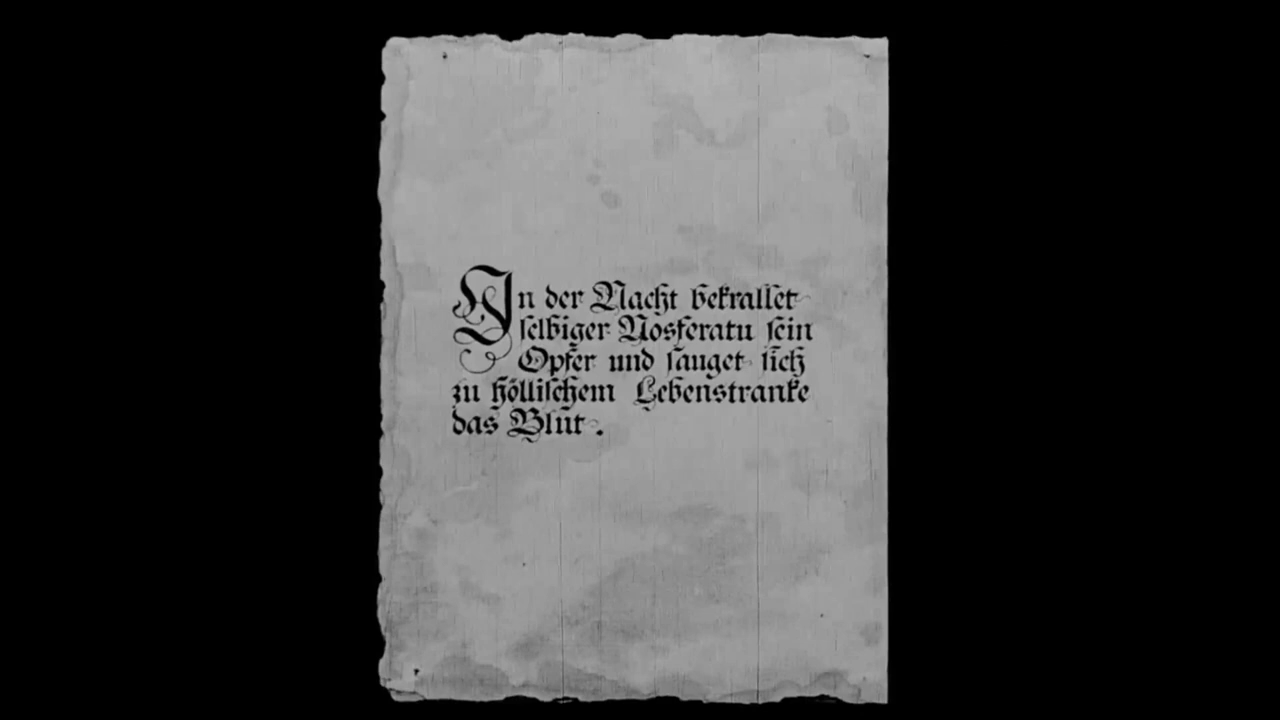 In der Nacht bekrallet
selbiger Nosferatu sein
Opfer und sauget sich
zu höllischem Lebenstranke
das Blut.